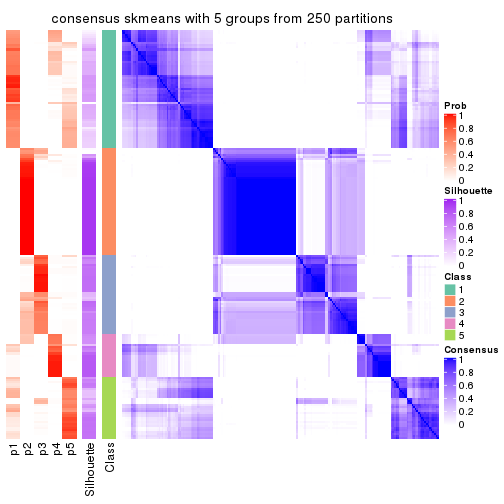 consensus skmeans with 5 groups from 250 partitions
Prob
1
0.8
0.6
0.4
0.2
0
Silhouette
1
0.8
0.6
0.4
0.2
0
Class
1
2
3
4
5
Consensus
1
0.8
0.6
0.4
0.2
0
p1
p2
p3
p4
p5
Silhouette
Class